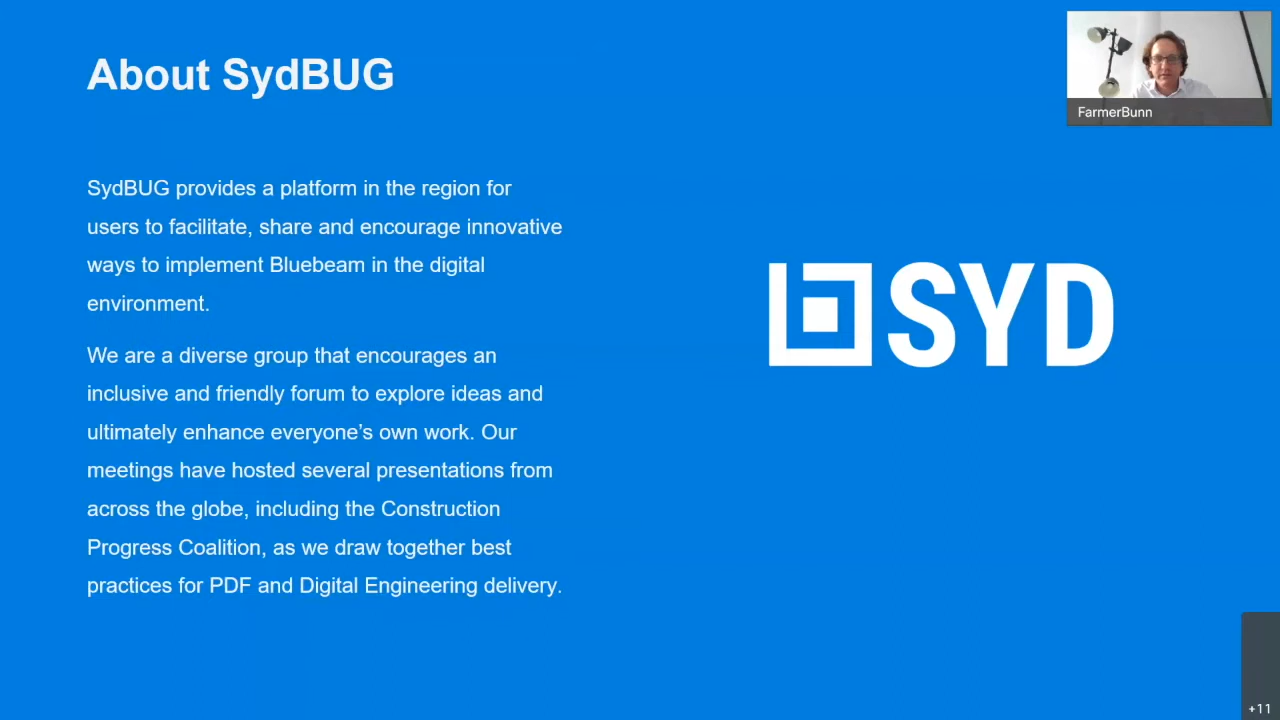 About SydBUG
FarmerBunn
SydBUG provides a platform in the region for
users to facilitate, share and encourage innovative
ways to implement Bluebeam in the digital
environment.
We are a diverse group that encourages an
inclusive and friendly forum to explore ideas and
ultimately enhance everyone’s own work. Our
meetings have hosted several presentations from
across the globe, including the Construction
Progress Coalition, as we draw together best
practices for PDF and Digital Engineering delivery.
SYD
+11